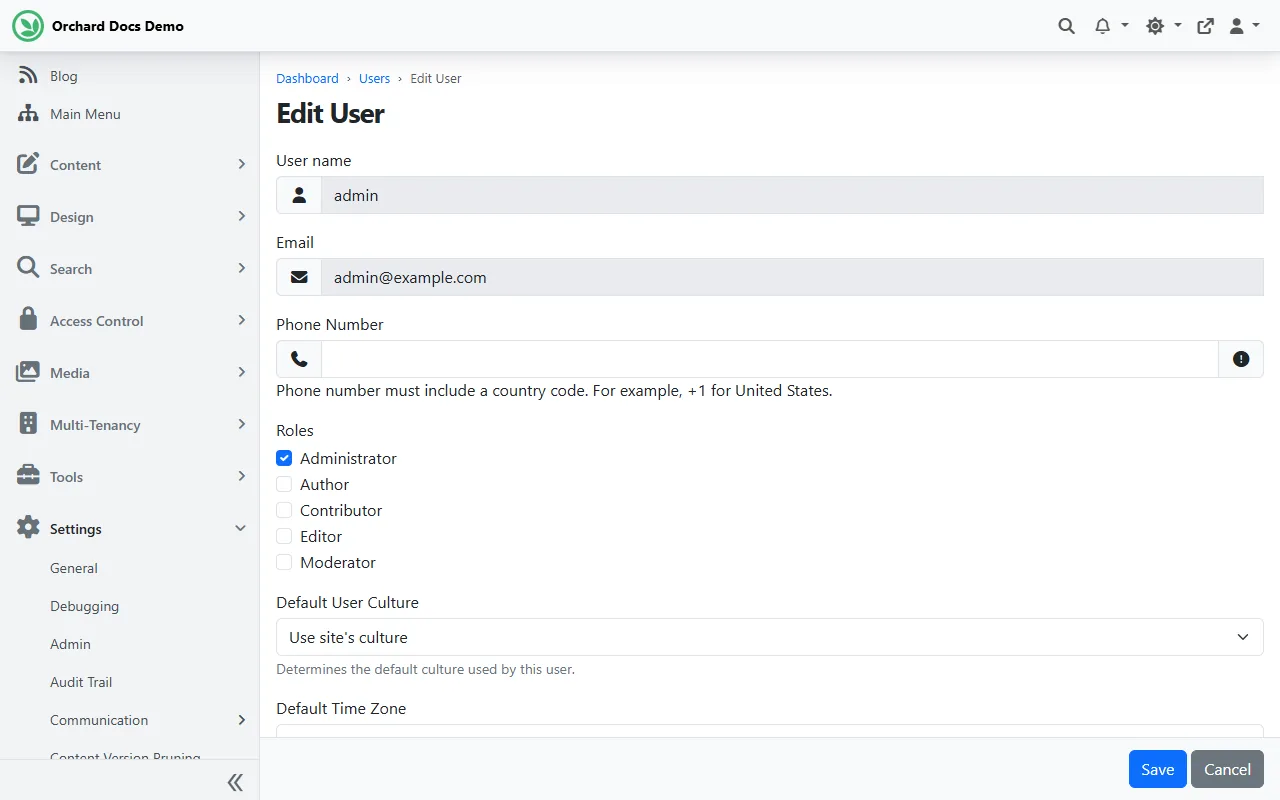 Orchard Docs Demo
Blog
Main Menu
Content
Design
Search
Access Control
Media
Multi-Tenancy
Tools
Settings
General
Debugging
Admin
Audit Trail
Communication
Content Version Pruning
Dashboard › Users › Edit User
Edit User
User name
admin
Email
admin@example.com
Phone Number
Phone number must include a country code. For example, +1 for United States.
Roles
Administrator
Author
Contributor
Editor
Moderator
Default User Culture
Use site's culture
Determines the default culture used by this user.
Default Time Zone
Save Cancel